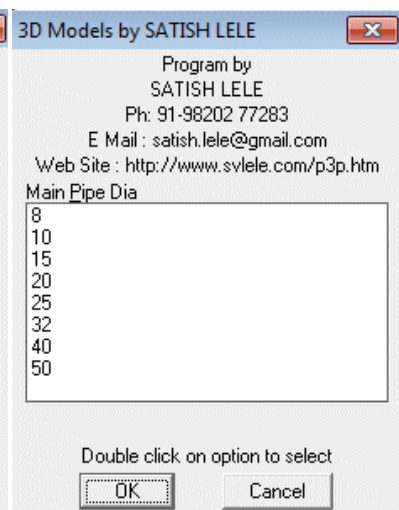 3D Models by SATISH LELE
Program by
SATISH LELE
Ph: 91-98202 77283
E Mail : satish.lele@gmail.com
Web Site : http://www.svlele.com/p3p.htm
Main Pipe Dia
8
10
15
20
25
32
40
50
Double click on option to select
OK
Cancel